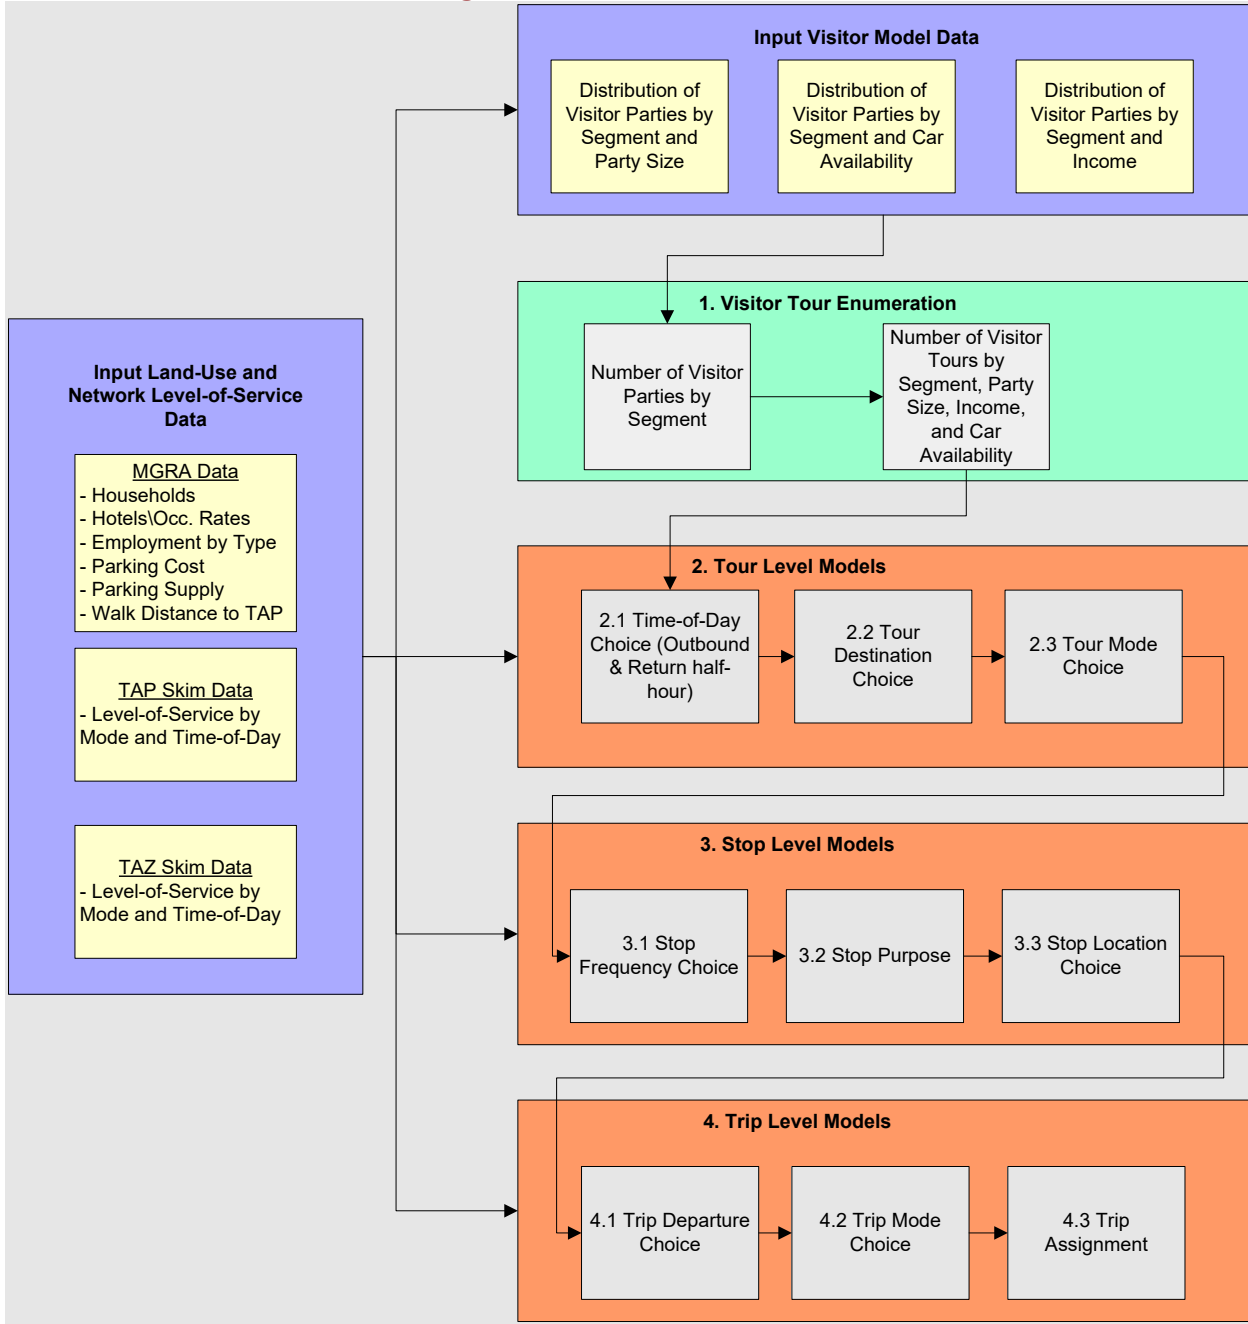 Input Visitor Model Data
Distribution of
Visitor Parties by
Segment and
Party Size
Distribution of
Visitor Parties by
Segment and Car
Availability
Distribution of
Visitor Parties by
Segment and
Income
1. Visitor Tour Enumeration
Number of Visitor
Parties by
Segment
Number of Visitor
Tours by
Segment, Party
Size, Income,
and Car
Availability
Input Land-Use and
Network Level-of-Service
Data
MGRA Data
- Households
- Hotels\Occ. Rates
- Employment by Type
- Parking Cost
- Parking Supply
- Walk Distance to TAP
TAP Skim Data
- Level-of-Service by
Mode and Time-of-Day
TAZ Skim Data
- Level-of-Service by
Mode and Time-of-Day
2. Tour Level Models
2.1 Time-of-Day
Choice (Outbound
& Return half-
hour)
2.2 Tour
Destination
Choice
2.3 Tour Mode
Choice
3. Stop Level Models
3.1 Stop
Frequency Choice
3.2 Stop Purpose
3.3 Stop Location
Choice
4. Trip Level Models
4.1 Trip Departure
Choice
4.2 Trip Mode
Choice
4.3 Trip
Assignment